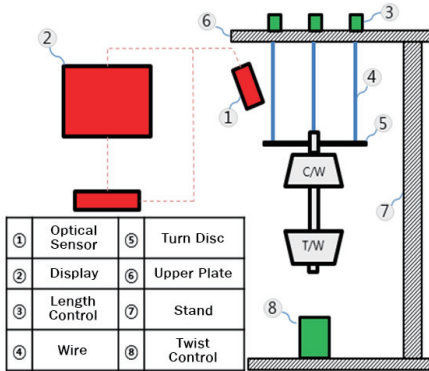 2
6
3
1
4
5
C/W
7
T/W
8
① Optical Sensor ⑤ Turn Disc
② Display ⑥ Upper Plate
③ Length Control ⑦ Stand
④ Wire ⑧ Twist Control